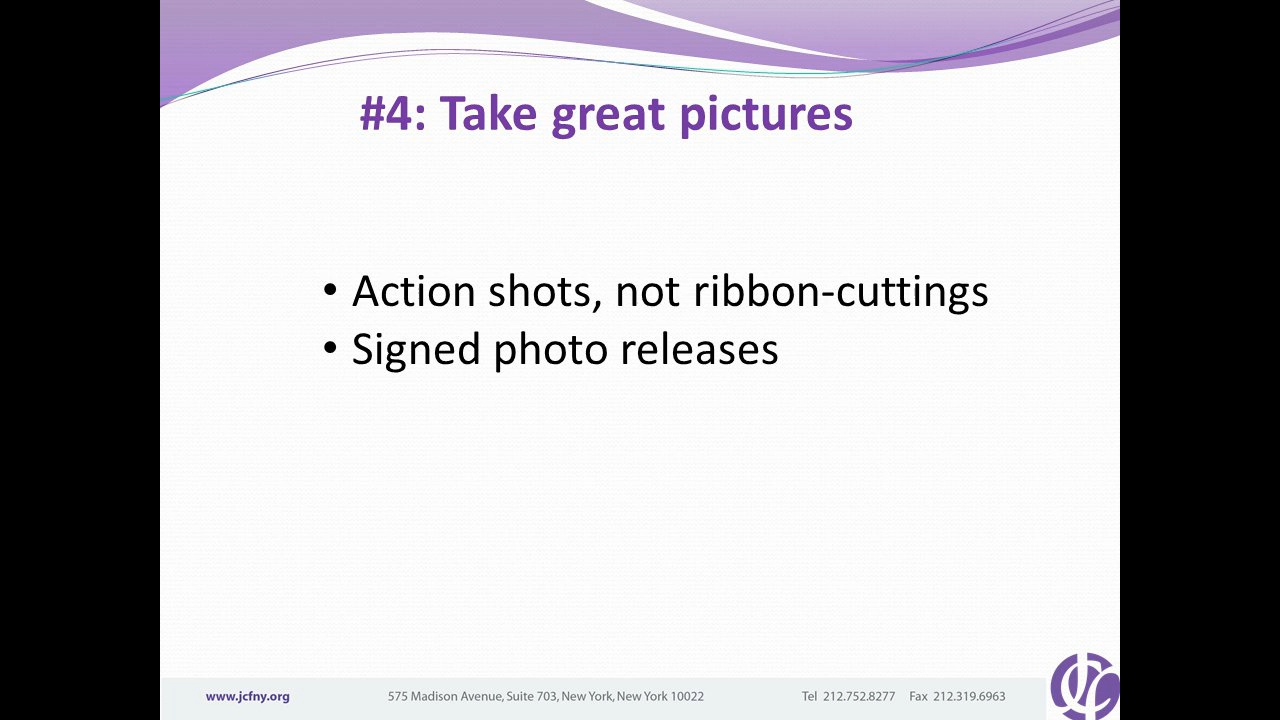 #4: Take great pictures
• Action shots, not ribbon-cuttings
• Signed photo releases
www.jcfny.org 575 Madison Avenue, Suite 703, New York, New York 10022 Tel 212.752.8277 Fax 212.319.6963